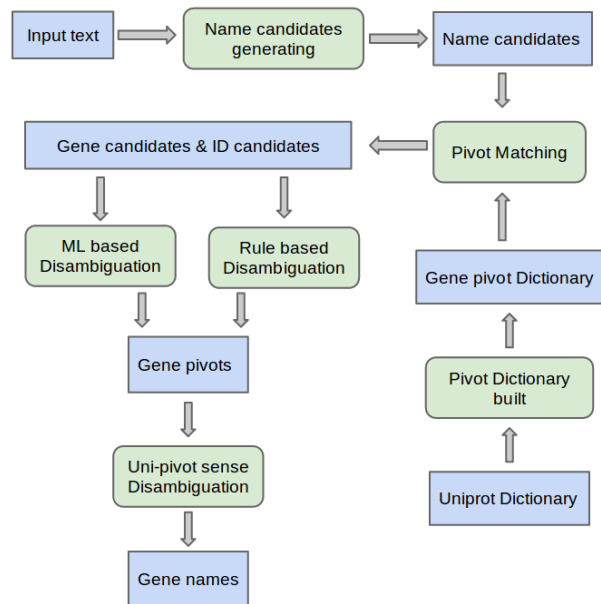 Input text
Name candidates
generating
Name candidates
Gene candidates & ID candidates
Pivot Matching
ML based
Disambiguation
Rule based
Disambiguation
Gene pivot Dictionary
Gene pivots
Pivot Dictionary
built
Uni-pivot sense
Disambiguation
Uniprot Dictionary
Gene names